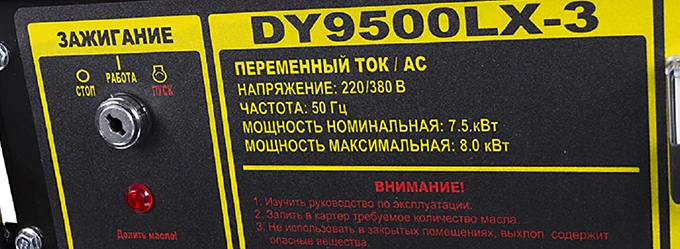 ЗАЖИГАНИЕ
СТОП РАБОТА ПУСК
Долить масло!
DY9500LX-3
ПЕРЕМЕННЫЙ ТОК / AC
НАПРЯЖЕНИЕ: 220/380 В
ЧАСТОТА: 50 Гц
МОЩНОСТЬ НОМИНАЛЬНАЯ: 7.5.кВт
МОЩНОСТЬ МАКСИМАЛЬНАЯ: 8.0 кВт
ВНИМАНИЕ!
1. Изучить руководство по эксплуатации.
2. Залить в картер требуемое количество масла.
3. Не использовать в закрытых помещениях, выхлоп содержит
опасные вещества.